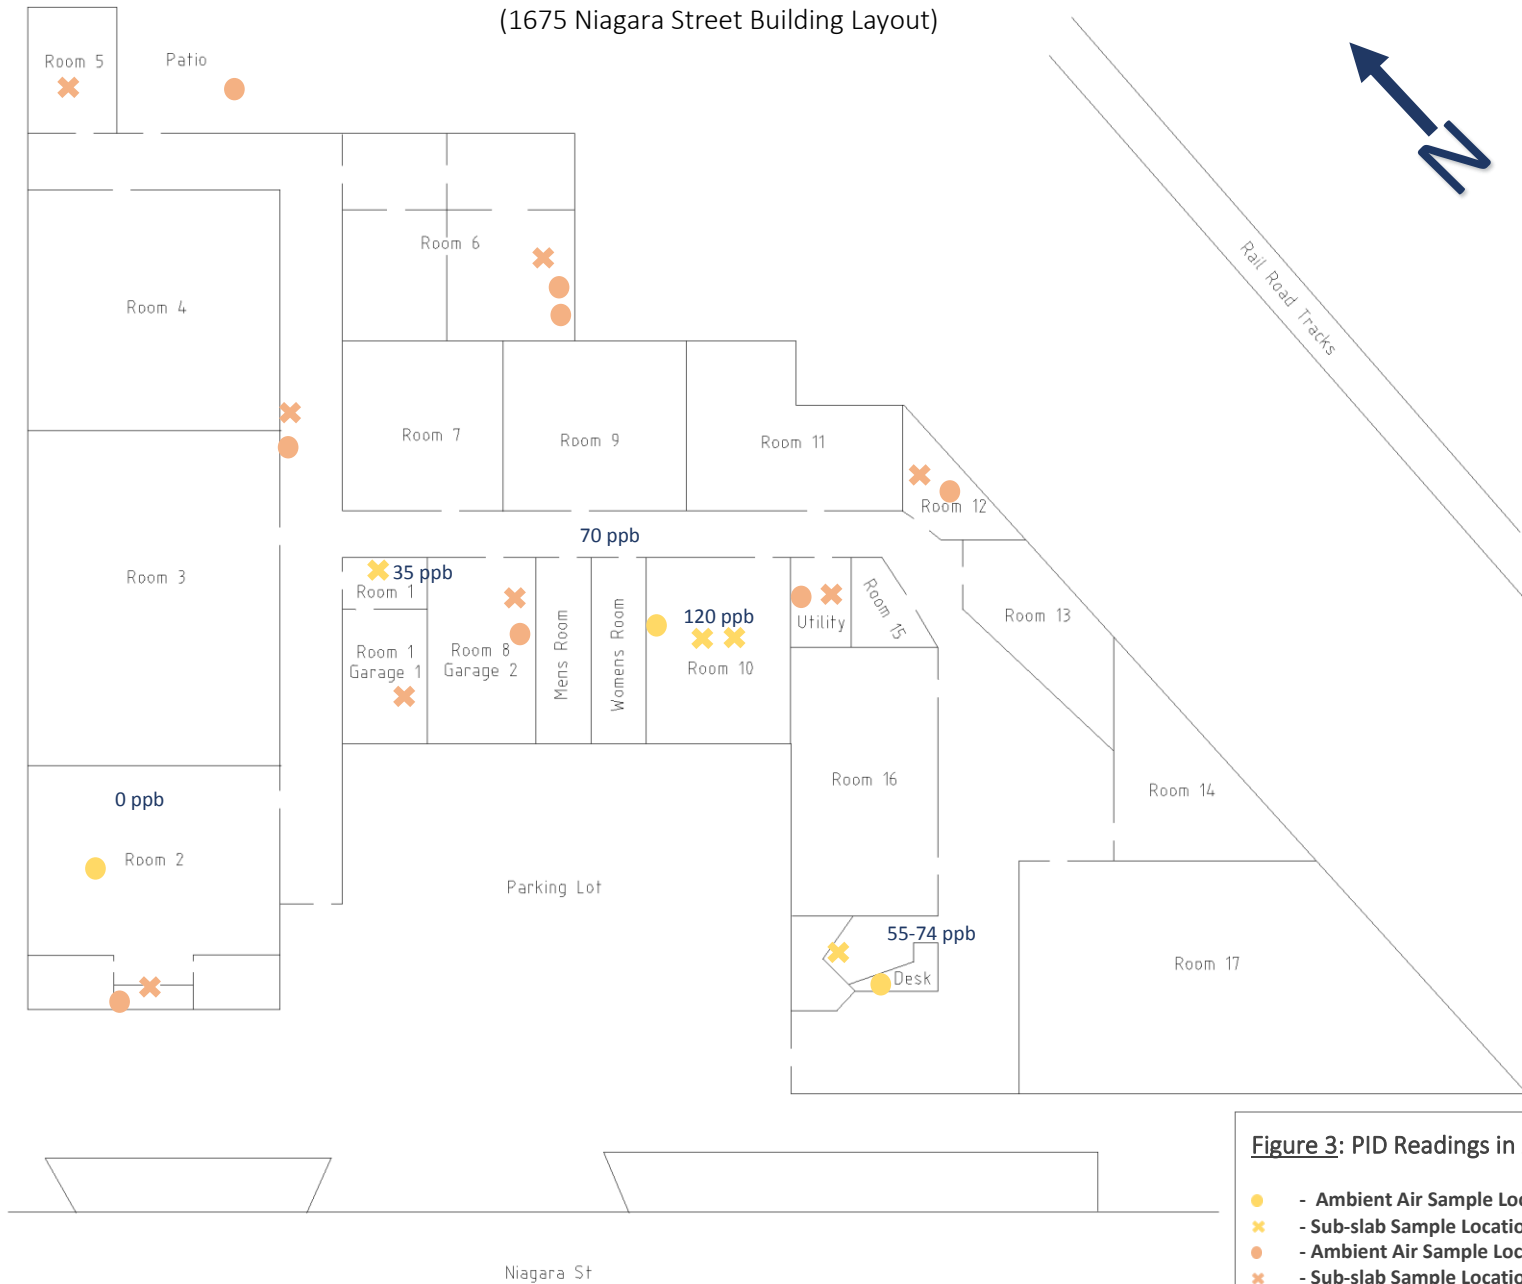 (1675 Niagara Street Building Layout)
Room 5
Patio
N
Rail Road Tracks
Room 6
Room 4
Room 7
Room 9
Room 11
Room 12
70 ppb
35 ppb
Room 1
Room 3
Room 1
Garage 1
Room 8
Garage 2
Mens Room
Womens Room
120 ppb
Room 10
Utility
Room 15
Room 13
Room 16
Room 14
0 ppb
Room 2
Parking Lot
55-74 ppb
Desk
Room 17
Figure 3: PID Readings in
- Ambient Air Sample
- Sub-slab Sample
- Ambient Air Sample
- Sub-slab Sample
Niagara St